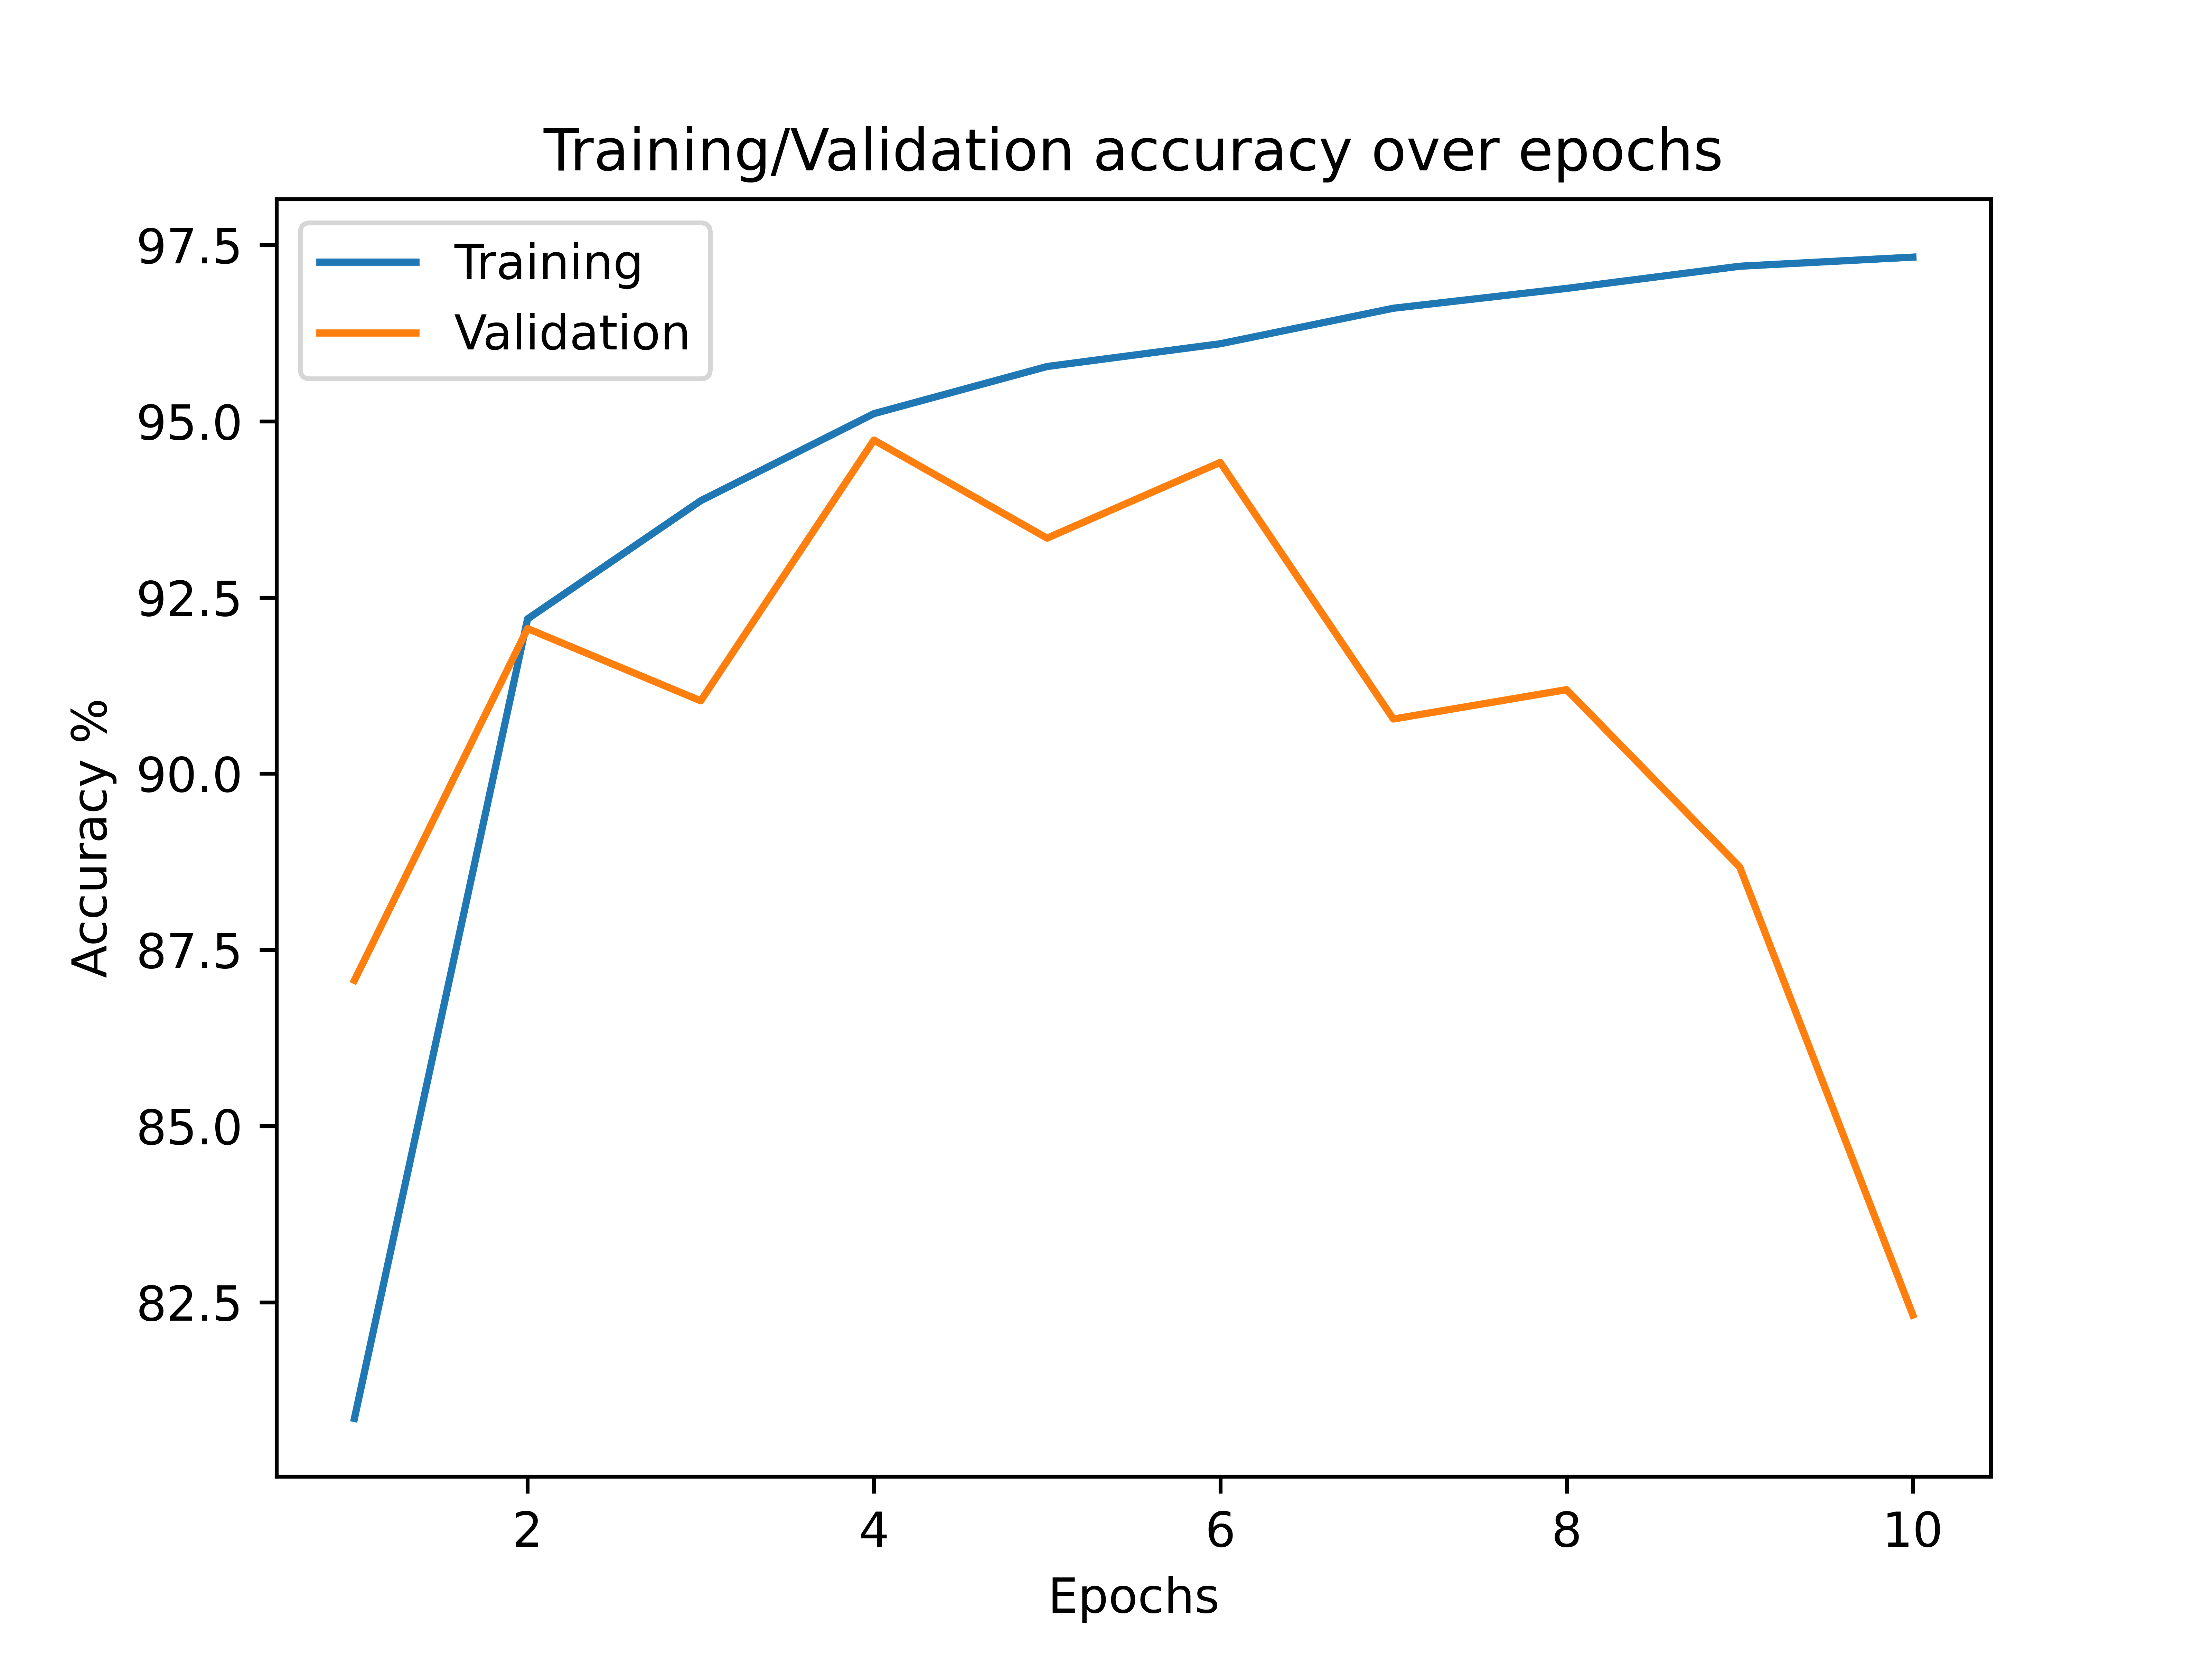 Training/Validation accuracy over epochs
Training
Validation
97.5
95.0
92.5
90.0
87.5
85.0
82.5
Accuracy %
2 4 6 8 10
Epochs